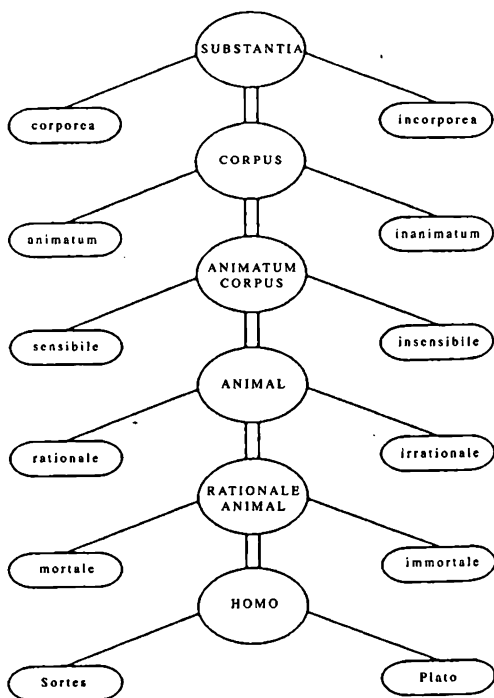 SUBSTANTIA
corporea
incorporea
CORPUS
animatum
inanimatum
ANIMATUM
CORPUS
sensibile
insensibile
ANIMAL
rationale
irrationale
RATIONALE
ANIMAL
mortale
immortale
HOMO
Sortes
Plato